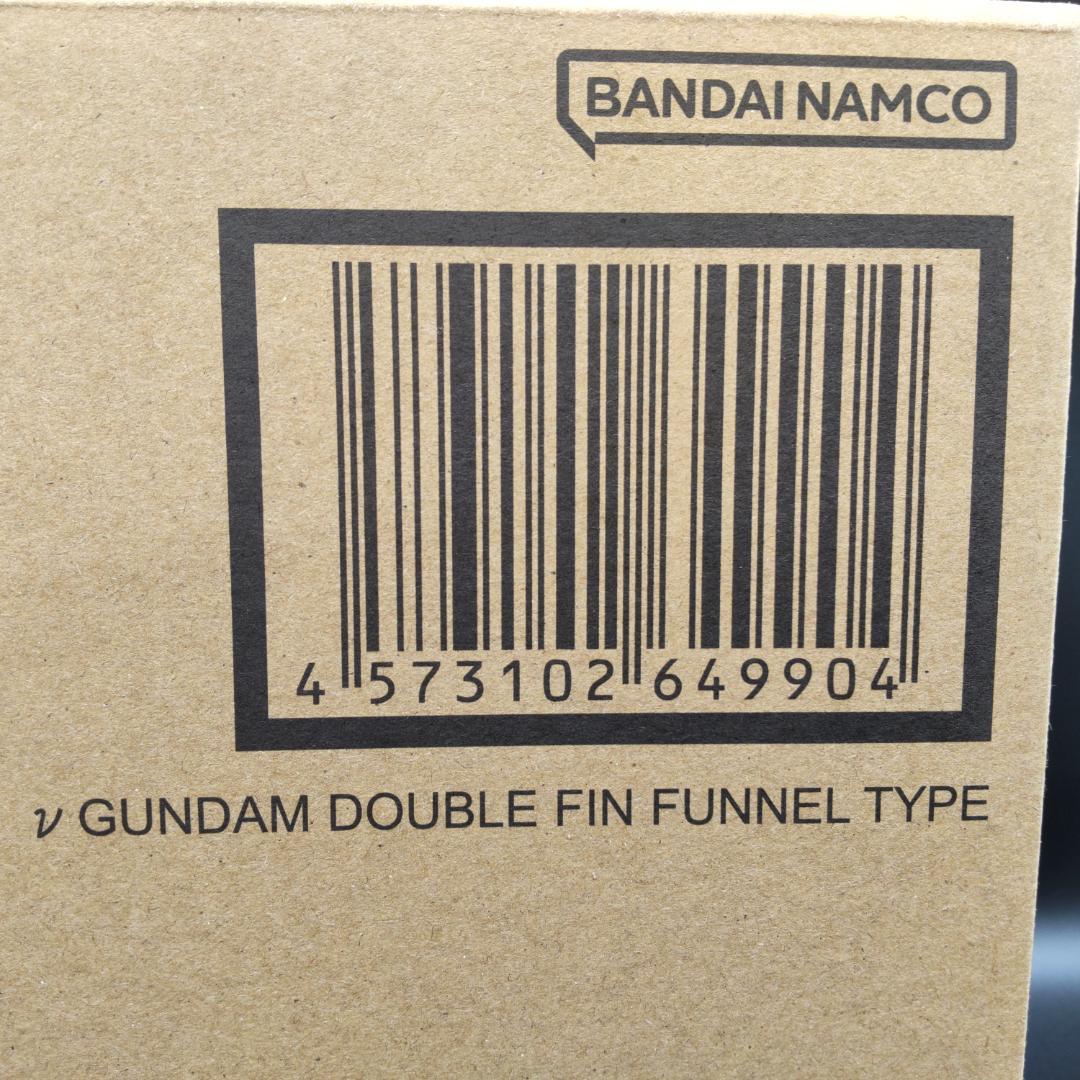 BANDAI NAMCO
4 573102 649904
ν GUNDAM DOUBLE FIN FUNNEL TYPE